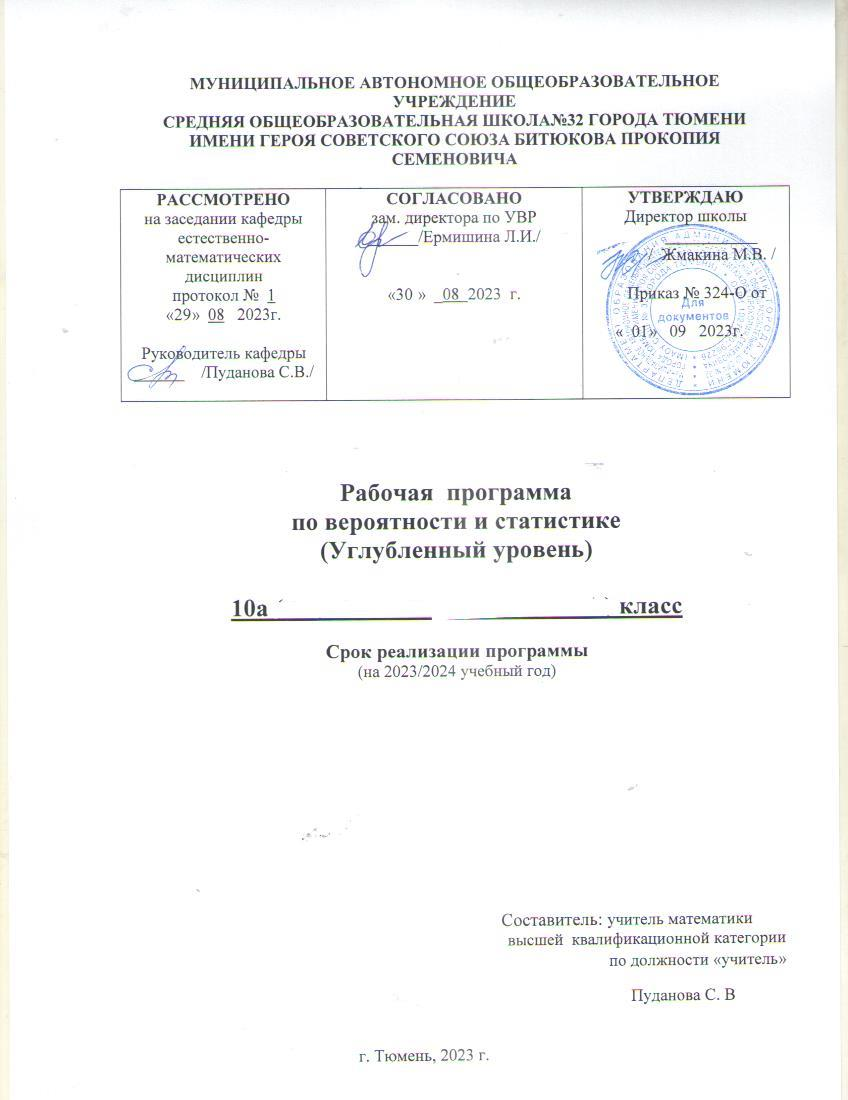 МУНИЦИПАЛЬНОЕ АВТОНОМНОЕ ОБЩЕОБРАЗОВАТЕЛЬНОЕ
УЧРЕЖДЕНИЕ
СРЕДНЯЯ ОБЩЕОБРАЗОВАТЕЛЬНАЯ ШКОЛА№32 ГОРОДА ТЮМЕНИ
ИМЕНИ ГЕРОЯ СОВЕТСКОГО СОЮЗА БИТЮКОВА ПРОКОПИЯ
СЕМЕНОВИЧА
РАССМОТРЕНО
на заседании кафедры
естественно-
математических
дисциплин
протокол № 1
«29» 08 2023г.
Руководитель кафедры
/Пуданова С.В./
СОГЛАСОВАНО
зам. директора по УВР
/Ермишина Л.И./
«30 » _08_2023 г.
УТВЕРЖДАЮ
Директор школы
/ Жмакина М.В. /
Приказ № 324-О от
« 01» 09 2023г.
Для
документов
Рабочая программа
по вероятности и статистике
(Углубленный уровень)
10а класс
Срок реализации программы
(на 2023/2024 учебный год)
Составитель: учитель математики
высшей квалификационной категории
по должности «учитель»
Пуданова С. В
г. Тюмень, 2023 г.